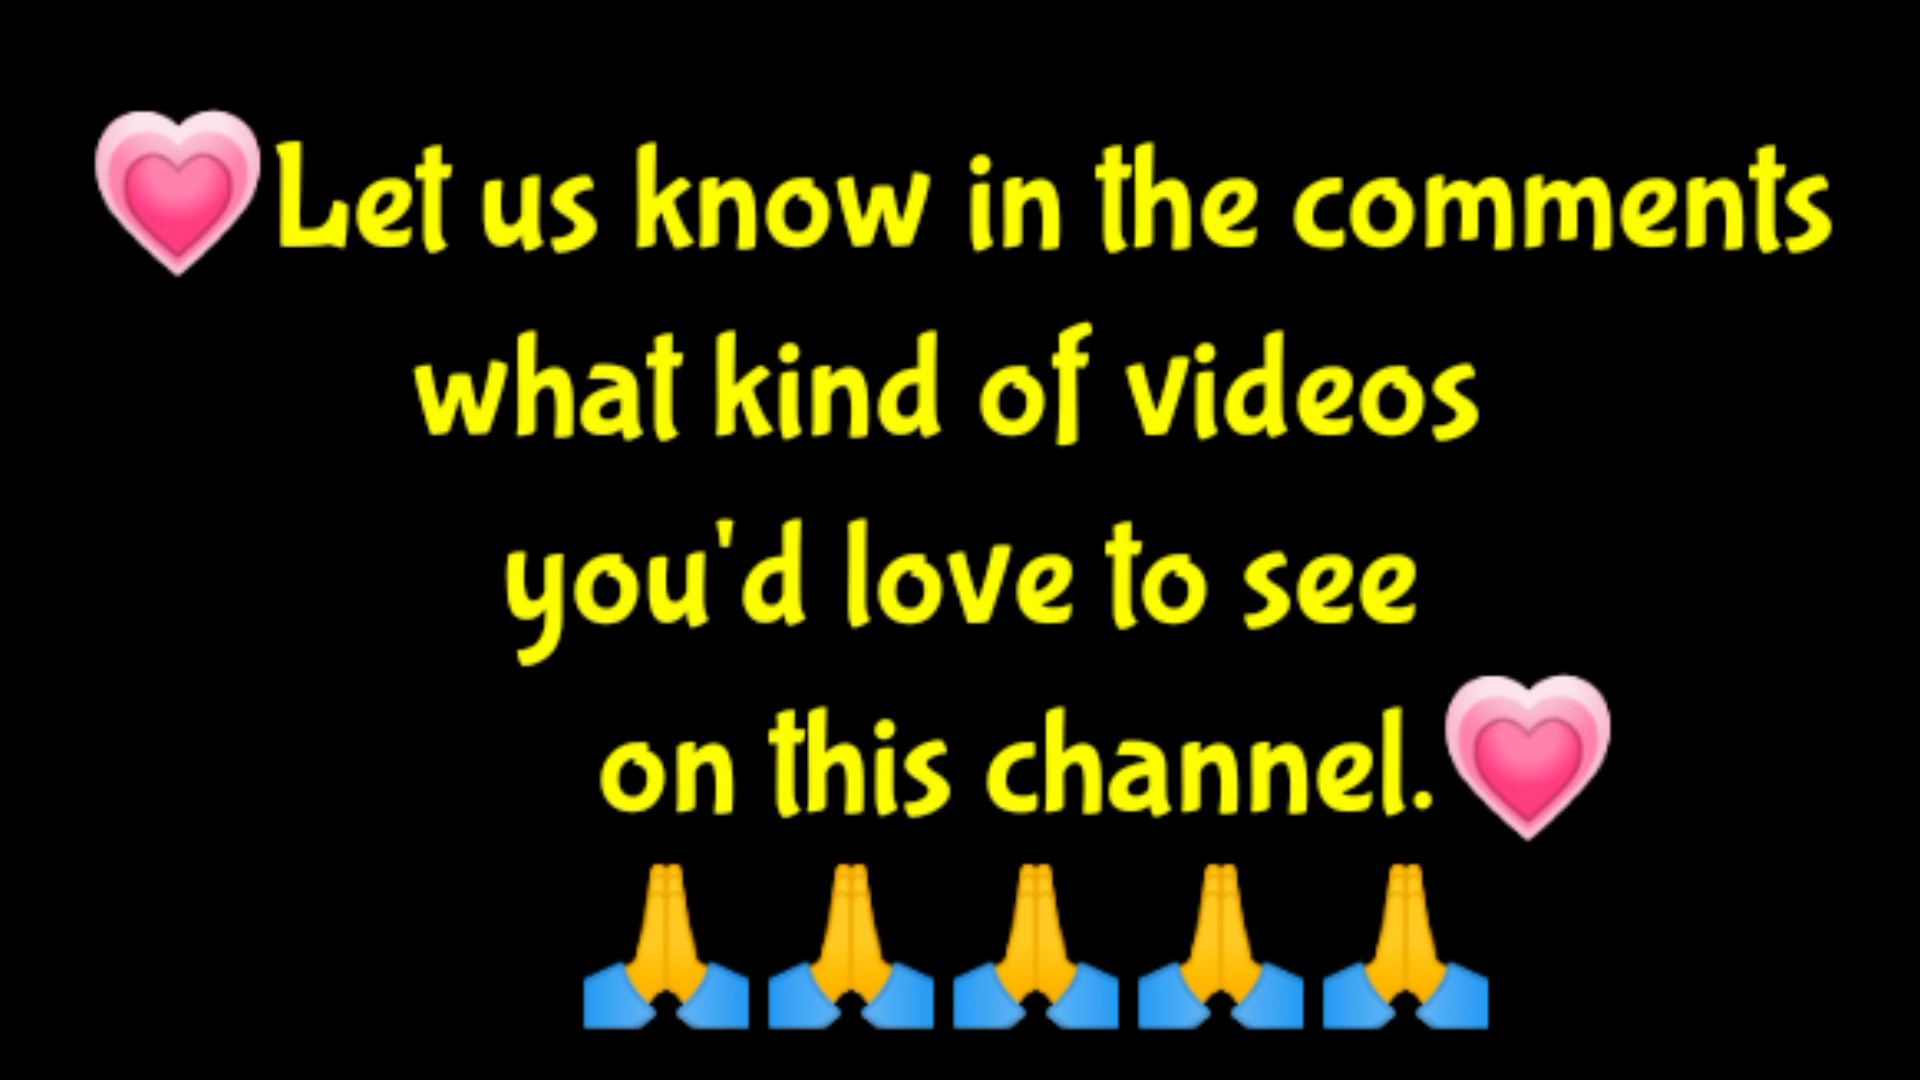 💗Let us know in the comments
what kind of videos
you'd love to see
on this channel.💗
🙏🙏🙏🙏🙏